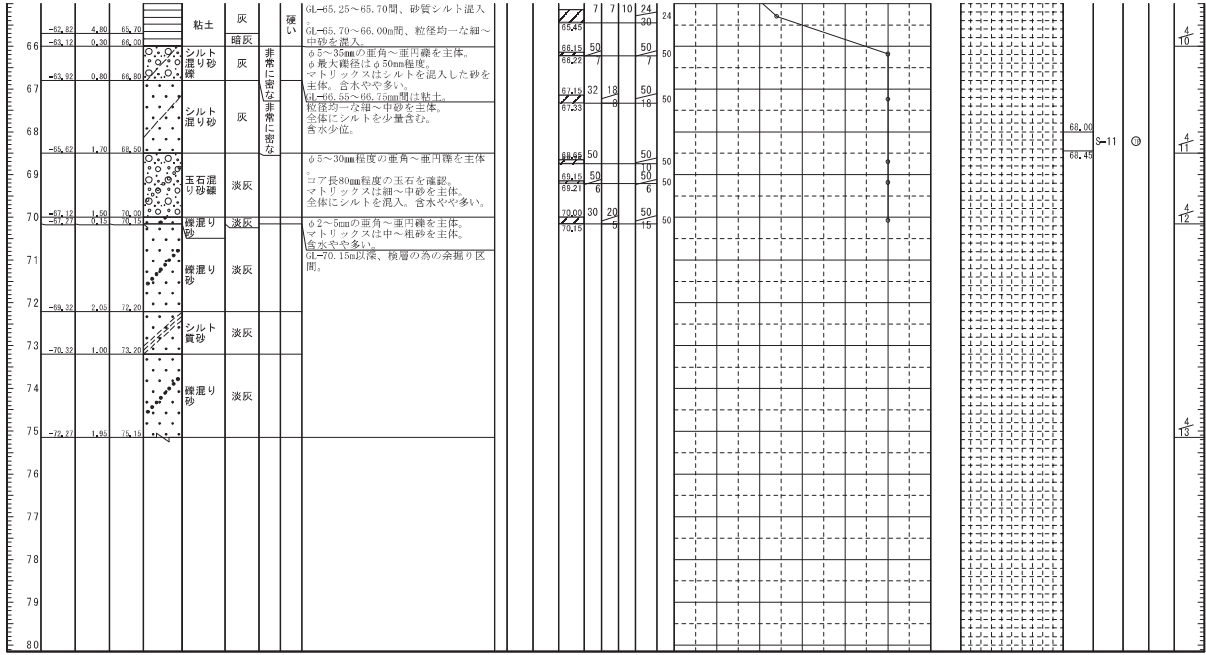 -62.82 4.80 65.70 粘土 灰 硬い
GL-65.25～65.70間、砂質シルト混入
。
GL-65.70～66.00m間、粒径均一な細～
中砂を混入。
7 7 10 24
30
65.45
24
66 -63.12 0.30 66.00 暗灰
シルト
混り砂
礫
灰
非常に密な
φ5～35mmの亜角～亜円礫を主体。
φ最大礫径はφ50mm程度。
マトリックスはシルトを混入した砂を
主体。含水やや多い。
GL-66.55～66.75mm間は粘土。
66.15 50 50
66.22 7 7
50
4
10
-63.92 0.80 66.80
67
シルト
混り砂
灰
非常に密な
粒径均一な細～中砂を主体。
全体にシルトを少量含む。
含水少位。
67.15 32 18 50
67.33 8 18
50
68
68.00
68.45
S-11
4
11
-65.62 1.70 68.50
69
玉石混
り砂礫
淡灰
φ5～30mm程度の亜角～亜円礫を主体
。
コア長80mm程度の玉石を確認。
マトリックスは細～中砂を主体。
全体にシルトを混入。含水やや多い。
68.65 50 50
10 10
50
69.15 50 50
69.21 6 6
50
70 -67.12 1.50 70.00
-67.27 0.15 70.15
礫混り
砂
淡灰
φ2～5mmの亜角～亜円礫を主体。
マトリックスは中～粗砂を主体。
含水やや多い。
70.00 30 20 50
70.15 5 15
50
4
12
GL-70.15m以深、検層の為の余掘り区
間。
71
礫混り
砂
淡灰
72 -69.32 2.05 72.20
シルト
質砂
淡灰
73 -70.32 1.00 73.20
74
礫混り
砂
淡灰
75 -72.27 1.95 75.15
4
13
76
77
78
79
80